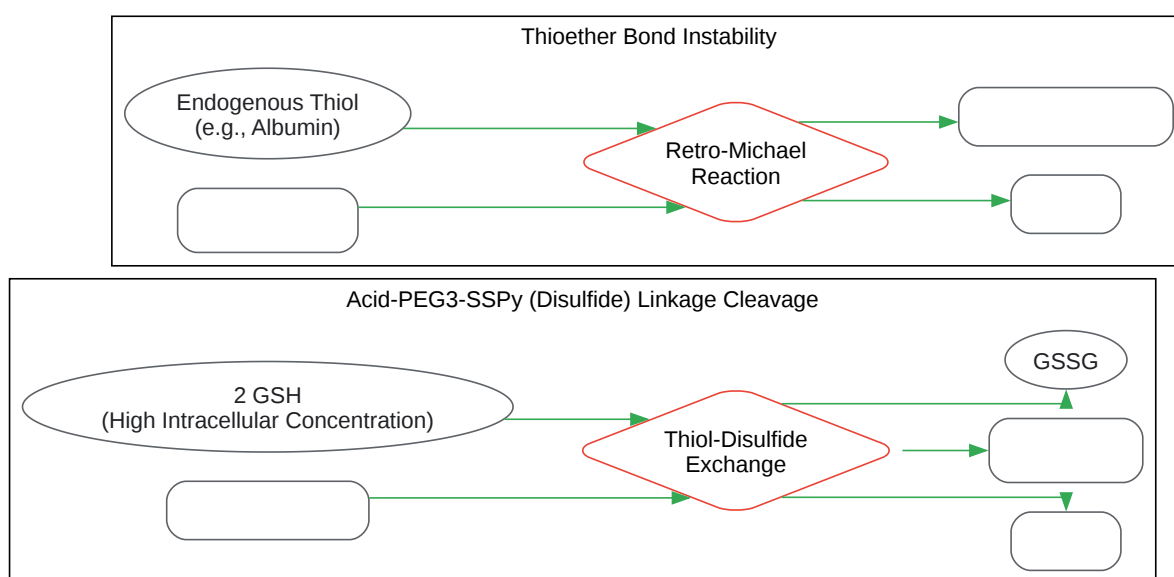 Thioether Bond Instability
Endogenous Thiol
(e.g., Albumin)
Retro-Michael
Reaction
Acid-PEG3-SSPy (Disulfide) Linkage Cleavage
GSSG
2 GSH
(High Intracellular Concentration)
Thiol-Disulfide
Exchange